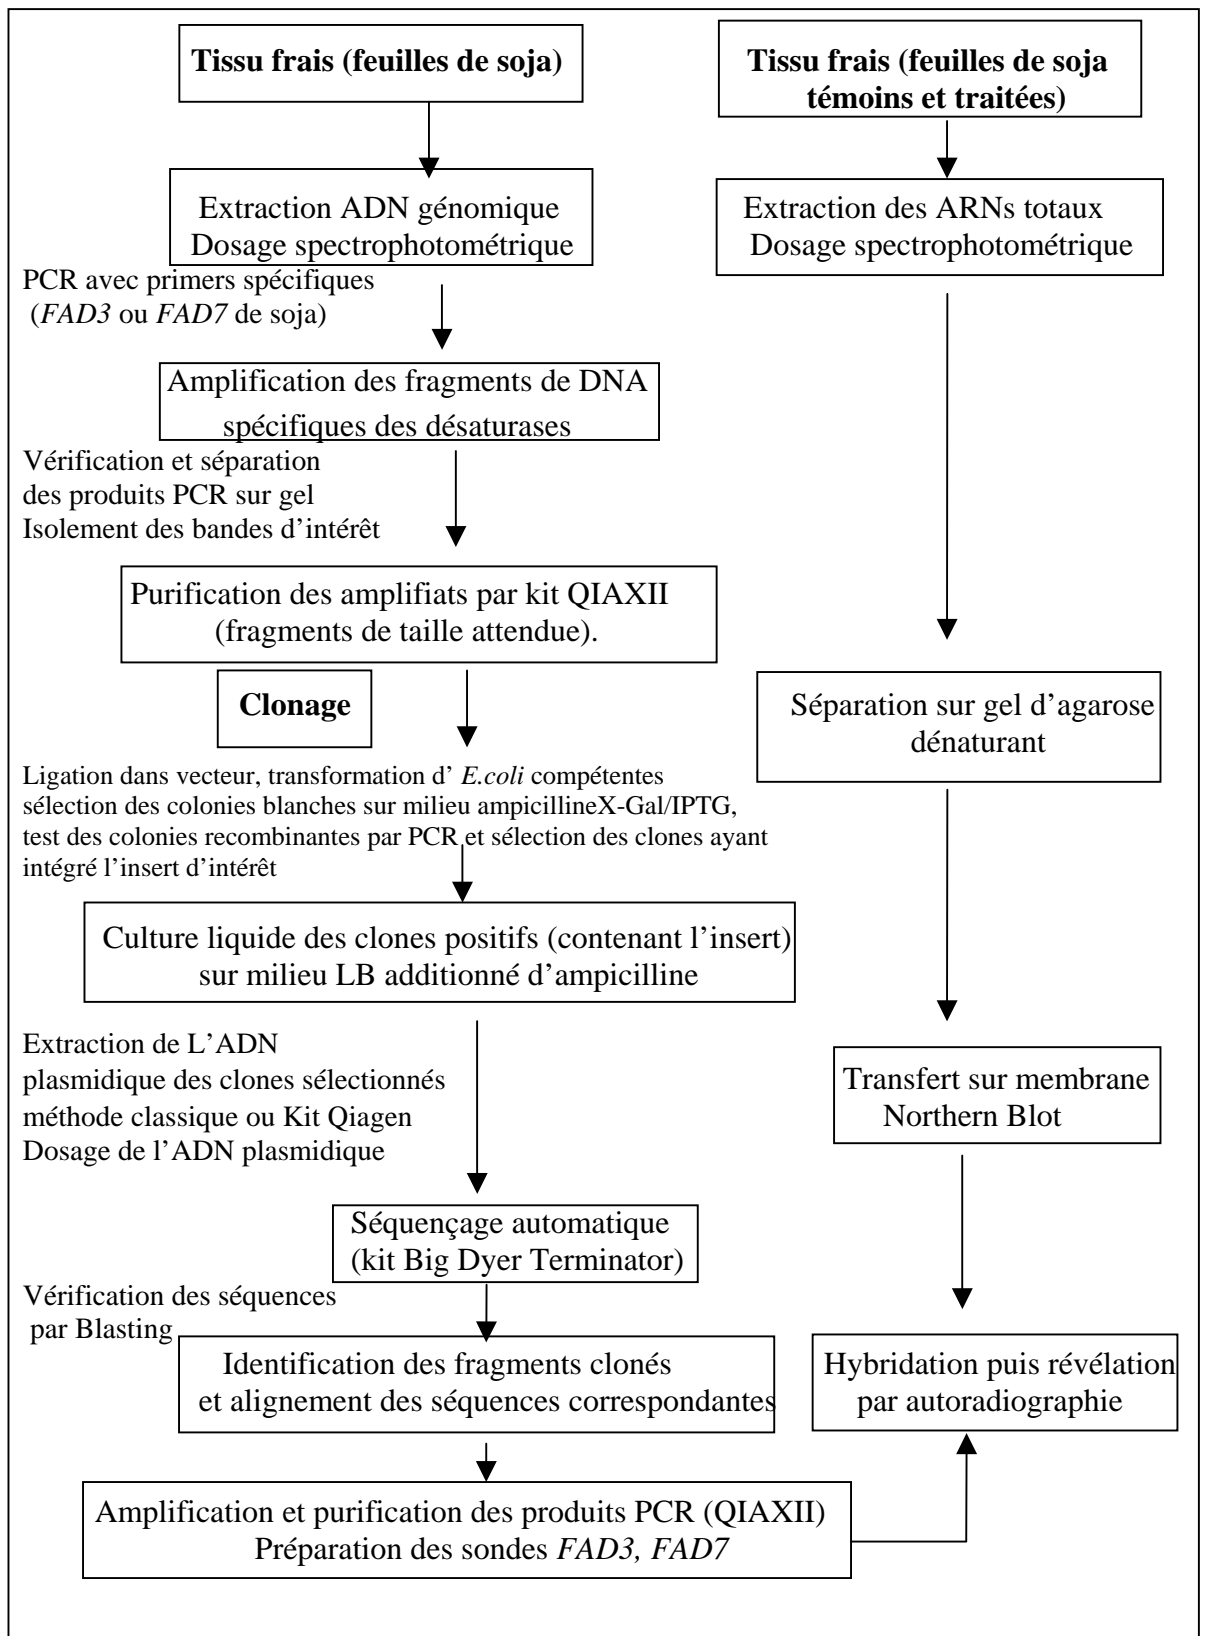 Tissu frais (feuilles de soja)
Extraction ADN génomique
Dosage spectrophotométrique
PCR avec primers spécifiques
(FAD3 ou FAD7 de soja)
Amplification des fragments de DNA
spécifiques des désaturases
Vérification et séparation
des produits PCR sur gel
Isolement des bandes d’intérêt
Purification des amplifiats par kit QIAXII
(fragments de taille attendue).
Clonage
Ligation dans vecteur, transformation d’ E.coli compétentes
sélection des colonies blanches sur milieu ampicillineX-Gal/IPTG,
test des colonies recombinantes par PCR et sélection des clones ayant
intégré l’insert d’intérêt
Culture liquide des clones positifs (contenant l’insert)
sur milieu LB additionné d’ampicilline
Extraction de L’ADN
plasmidique des clones sélectionnés
méthode classique ou Kit Qiagen
Dosage de l’ADN plasmidique
Séquençage automatique
(kit Big Dyer Terminator)
Vérification des séquences
par Blasting
Identification des fragments clonés
et alignement des séquences correspondantes
Amplification et purification des produits PCR (QIAXII)
Préparation des sondes FAD3, FAD7
Tissu frais (feuilles de soja
témoins et traitées)
Extraction des ARNs totaux
Dosage spectrophotométrique
Séparation sur gel d’agarose
dénaturant
Transfert sur membrane
Northern Blot
Hybridation puis révélation
par autoradiographie